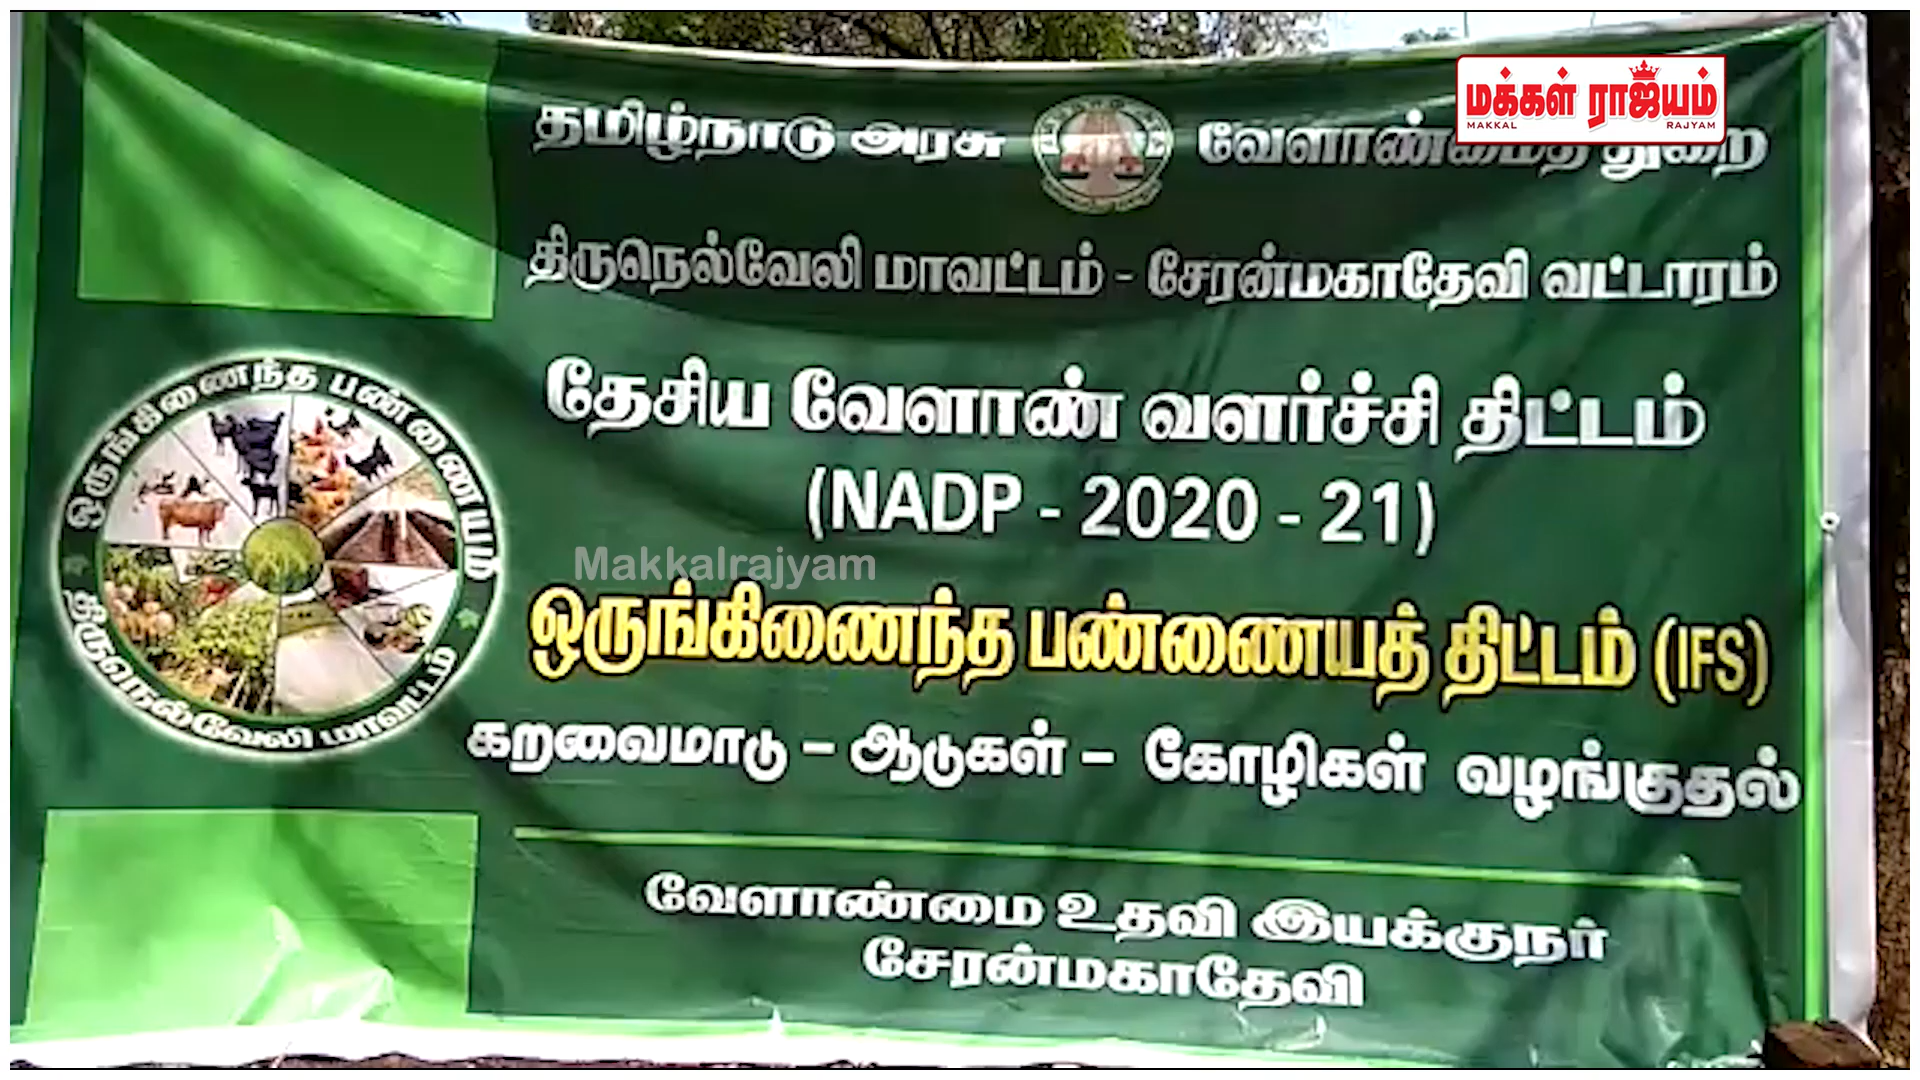 மக்கள் ராஜ்யம்
MAKKAL RAJYAM
தமிழ்நாடு அரசு வேளாண்மைத் துறை
திருநெல்வேலி மாவட்டம் - சேரன்மகாதேவி வட்டாரம்
தேசிய வேளாண் வளர்ச்சி திட்டம்
(NADP - 2020 - 21)
Makkalrajyam
ஒருங்கிணைந்த பண்ணையத் திட்டம் (IFS)
கறவைமாடு – ஆடுகள் – கோழிகள் வழங்குதல்
ஒருங்கிணைந்த பண்ணையம்
திருநெல்வேலி மாவட்டம்
வேளாண்மை உதவி இயக்குநர்
சேரன்மகாதேவி